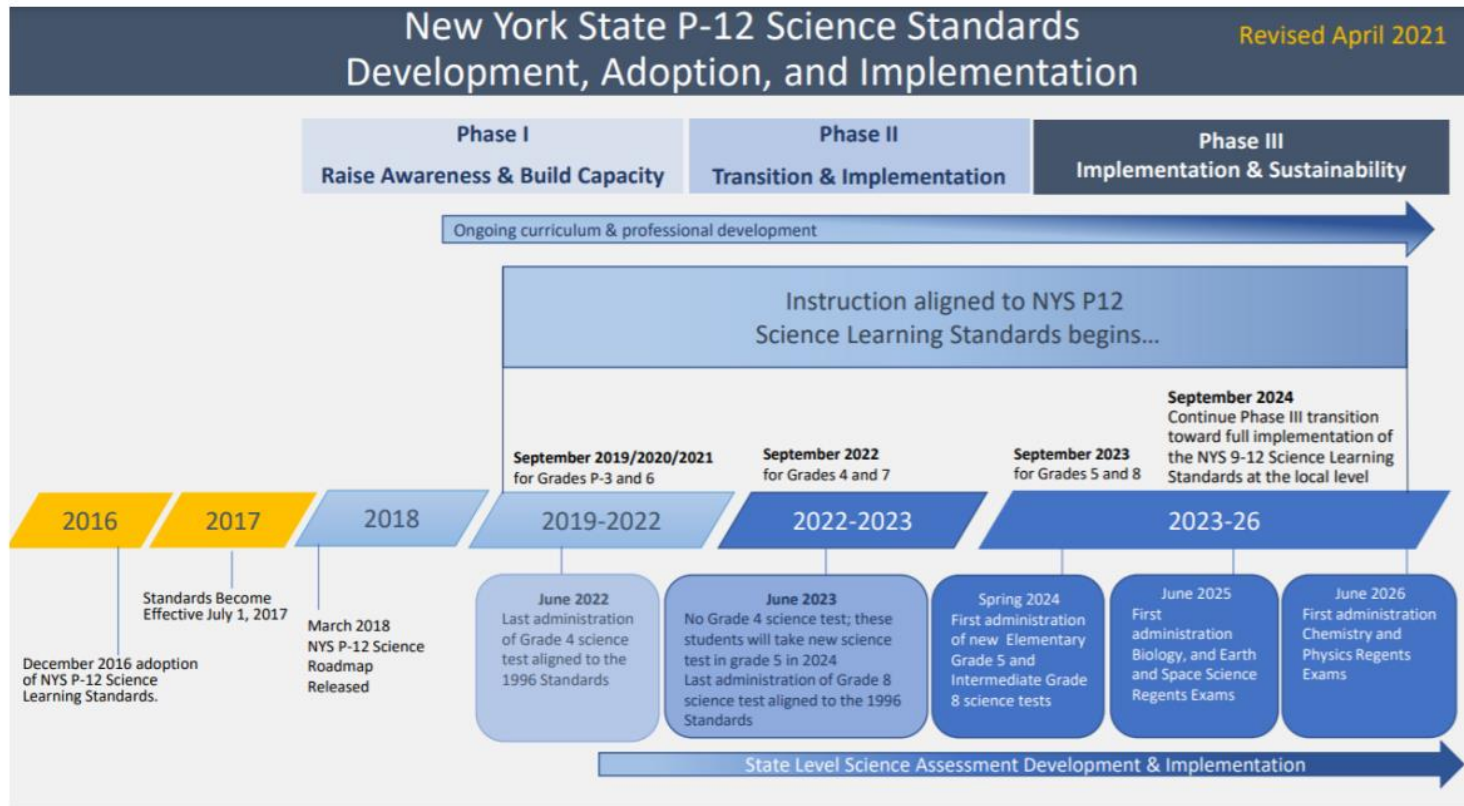 New York State P-12 Science Standards
Development, Adoption, and Implementation
Revised April 2021
Phase I
Raise Awareness & Build Capacity
Phase II
Transition & Implementation
Phase III
Implementation & Sustainability
Ongoing curriculum & professional development
Instruction aligned to NYS P12
Science Learning Standards begins...
September 2019/2020/2021
for Grades P-3 and 6
September 2022
for Grades 4 and 7
September 2023
for Grades 5 and 8
September 2024
Continue Phase III transition
toward full implementation of
the NYS 9-12 Science Learning
Standards at the local level
2016
2017
2018
2019-2022
2022-2023
2023-26
December 2016 adoption
of NYS P-12 Science
Learning Standards.
Standards Become
Effective July 1, 2017
March 2018
NYS P-12 Science
Roadmap
Released
June 2022
Last administration
of Grade 4 science
test aligned to the
1996 Standards
June 2023
No Grade 4 science test; these
students will take new science
test in grade 5 in 2024
Last administration of Grade 8
science test aligned to the 1996
Standards
Spring 2024
First administration
of new Elementary
Grade 5 and
Intermediate Grade
8 science tests
June 2025
First
administration
Biology, and Earth
and Space Science
Regents Exams
June 2026
First administration
Chemistry and
Physics Regents
Exams
State Level Science Assessment Development & Implementation